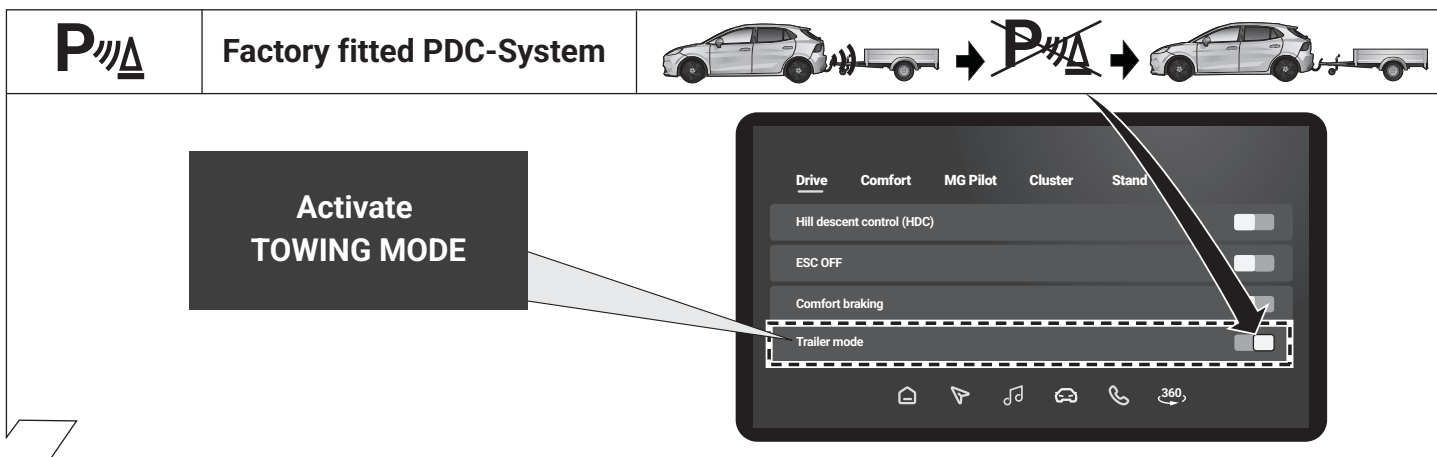 P
Factory fitted PDC-System
P
Activate
TOWING MODE
Drive Comfort MG Pilot Cluster Stand
Hill descent control (HDC)
ESC OFF
Comfort braking
Trailer mode
360